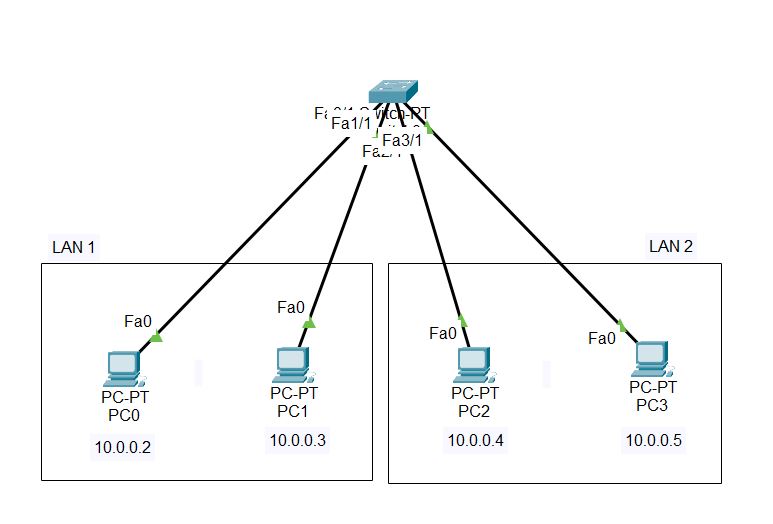 Fa0/1 Switch-PT
Fa1/1
Fa3/1
Fa2/1
LAN 1
LAN 2
Fa0
Fa0
Fa0
Fa0
PC-PT
PC0
PC-PT
PC1
PC-PT
PC2
PC-PT
PC3
10.0.0.2
10.0.0.3
10.0.0.4
10.0.0.5